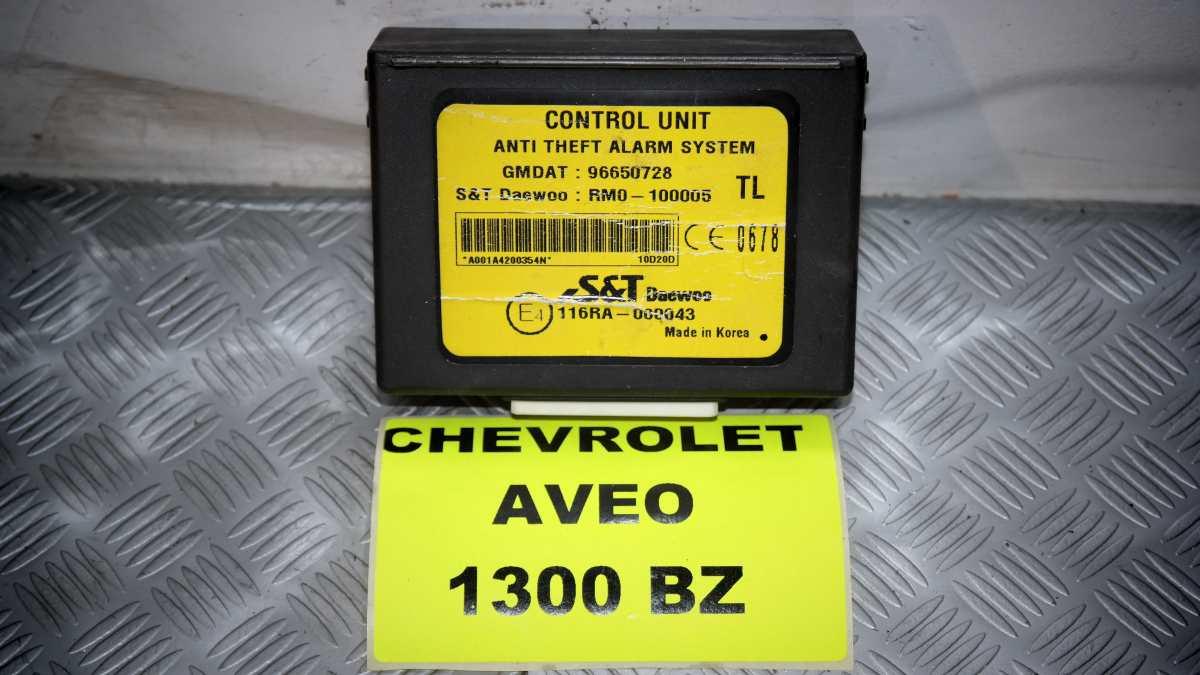 CONTROL UNIT
ANTI THEFT ALARM SYSTEM
GMDAT : 96650728
S&T Daewoo : RM0-100005 TL
CE 0678
*A001A4200354N* 10D20D
S&T Daewoo
E4 116RA-000043
Made in Korea
CHEVROLET
AVEO
1300 BZ